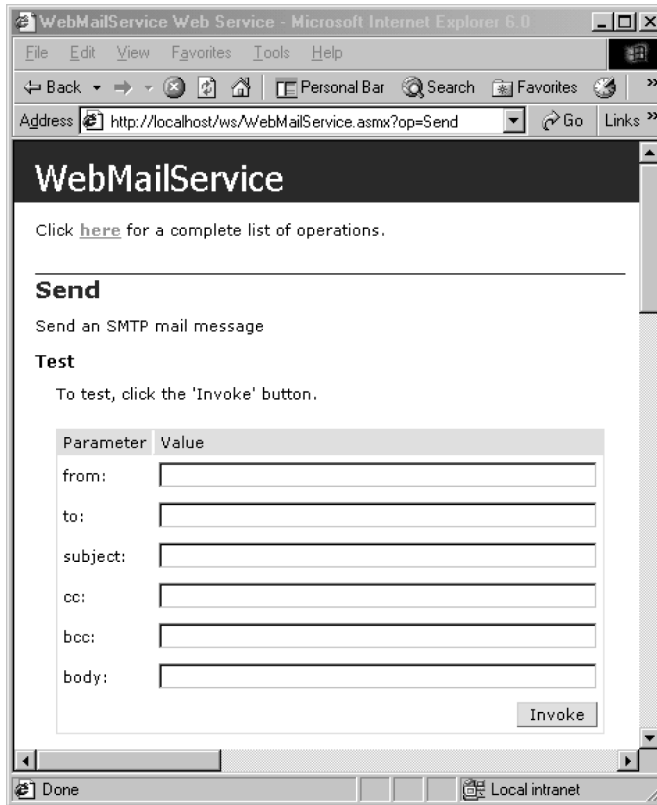 WebMailService Web Service - Microsoft Internet Explorer 6.0
File Edit View Favorites Tools Help
Back Personal Bar Search Favorites »
Address http://localhost/ws/WebMailService.asmx?op=Send Go Links »
WebMailService
Click here for a complete list of operations.
Send
Send an SMTP mail message
Test
To test, click the 'Invoke' button.
Parameter Value
from:
to:
subject:
cc:
bcc:
body:
Invoke
Done Local intranet